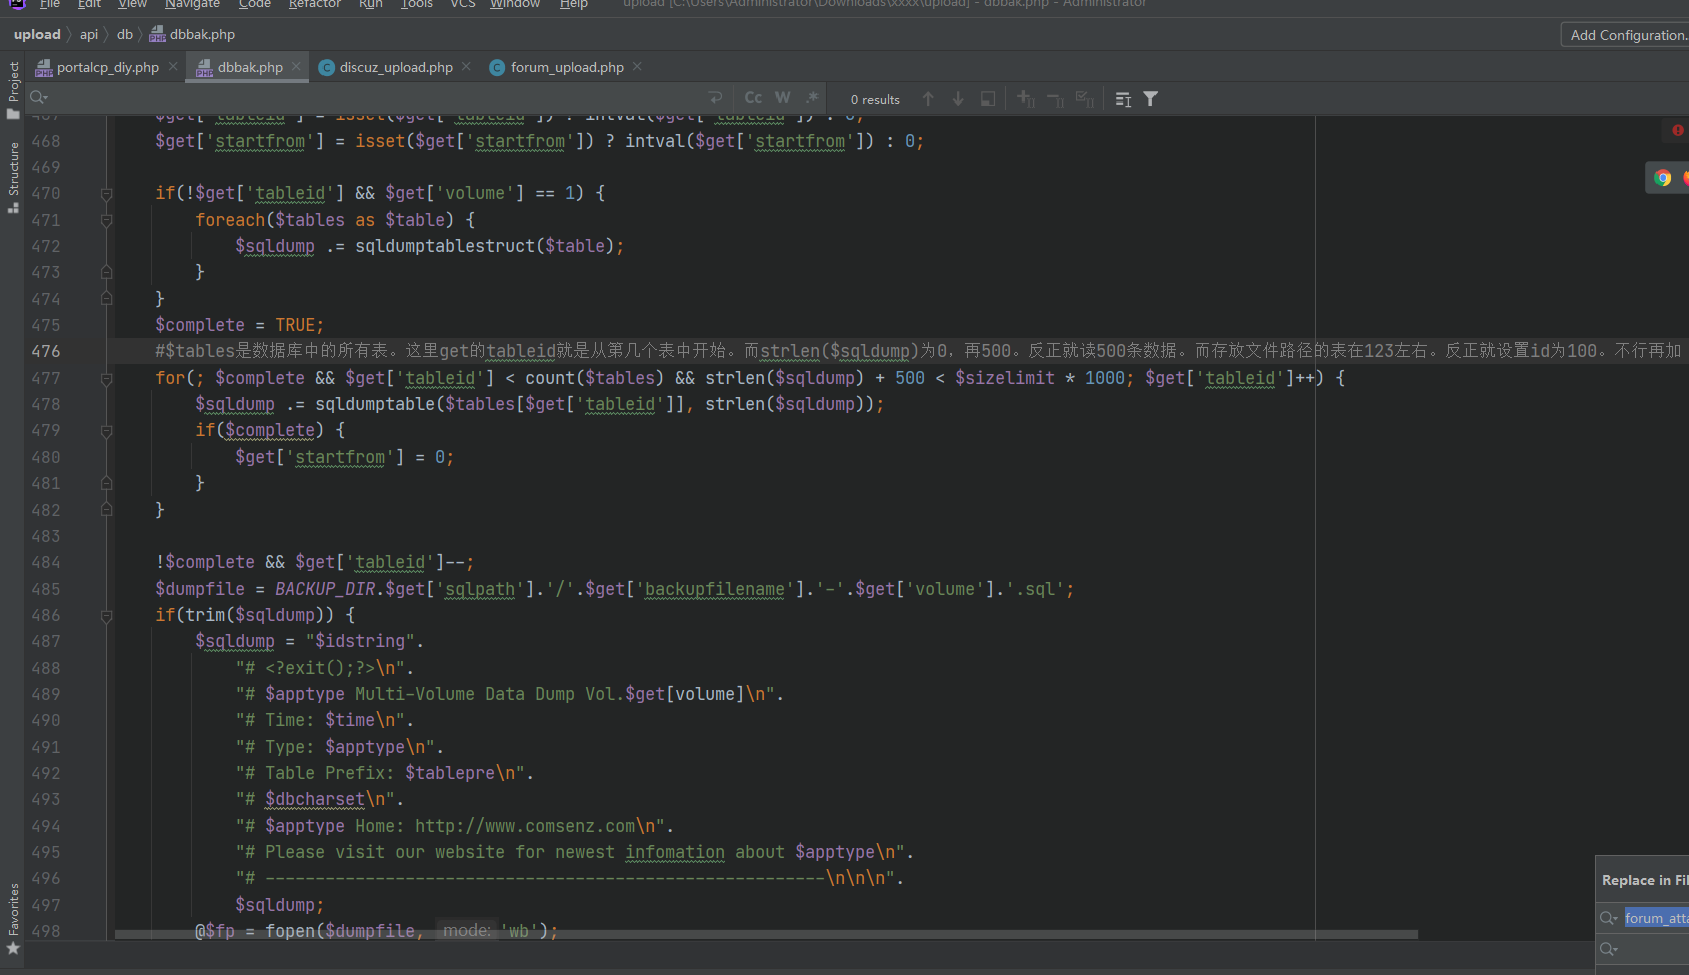 File Edit View Navigate Code Refactor Run Tools VCS Window Help upload [C:\Users\Administrator\Downloads\xxxx\upload] - dbbak.php - Administrator
upload api db dbbak.php Add Configuration.
portalcp_diy.php dbbak.php discuz_upload.php forum_upload.php
Project
Structure
Favorites
Cc W .* 0 results
467 $get['tableid'] = isset($get['tableid']) ? intval($get['tableid']) : 0;
468 $get['startfrom'] = isset($get['startfrom']) ? intval($get['startfrom']) : 0;
469
470 if(!$get['tableid'] && $get['volume'] == 1) {
471 foreach($tables as $table) {
472 $sqldump .= sqldumptablestruct($table);
473 }
474 }
475 $complete = TRUE;
476 #$tables是数据库中的所有表。这里get的tableid就是从第几个表中开始。而strlen($sqldump)为0，再500。反正就读500条数据。而存放文件路径的表在123左右。反正就设置id为100。不行再加
477 for(; $complete && $get['tableid'] < count($tables) && strlen($sqldump) + 500 < $sizelimit * 1000; $get['tableid']++) {
478 $sqldump .= sqldumptable($tables[$get['tableid']], strlen($sqldump));
479 if($complete) {
480 $get['startfrom'] = 0;
481 }
482 }
483
484 !$complete && $get['tableid']--;
485 $dumpfile = BACKUP_DIR.$get['sqlpath'].'/'.$get['backupfilename'].'-'.$get['volume'].'.sql';
486 if(trim($sqldump)) {
487 $sqldump = "$idstring".
488 "# <?exit();?>\n".
489 "# $apptype Multi-Volume Data Dump Vol.$get[volume]\n".
490 "# Time: $time\n".
491 "# Type: $apptype\n".
492 "# Table Prefix: $tablepre\n".
493 "# $dbcharset\n".
494 "# $apptype Home: http://www.comsenz.com\n".
495 "# Please visit our website for newest infomation about $apptype\n".
496 "# --------------------------------------------------------\n\n\n".
497 $sqldump;
498 @$fp = fopen($dumpfile, mode: 'wb');
Replace in Fil
forum_atta